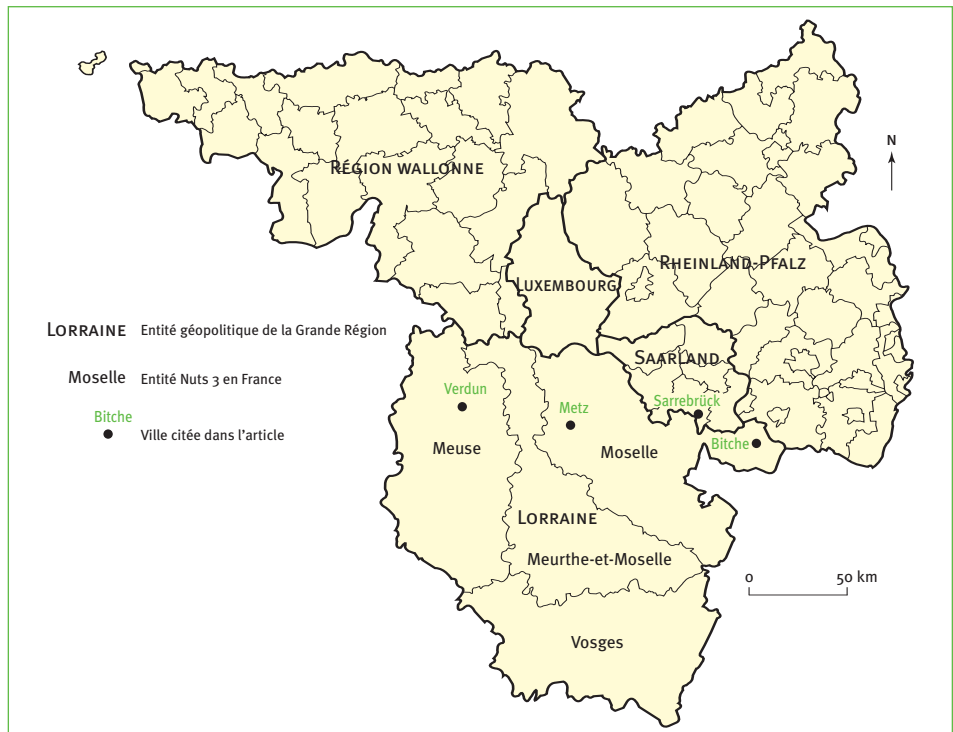 N
RÉGION WALLONNE
RHEINLAND-PFALZ
LUXEMBOURG
LORRAINE Entité géopolitique de la Grande Région
SAARLAND
Moselle Entité Nuts 3 en France
Verdun
Sarrebrück
Metz
Bitche
Ville citée dans l'article
Bitche
Meuse
Moselle
LORRAINE
Meurthe-et-Moselle
0 50 km
Vosges